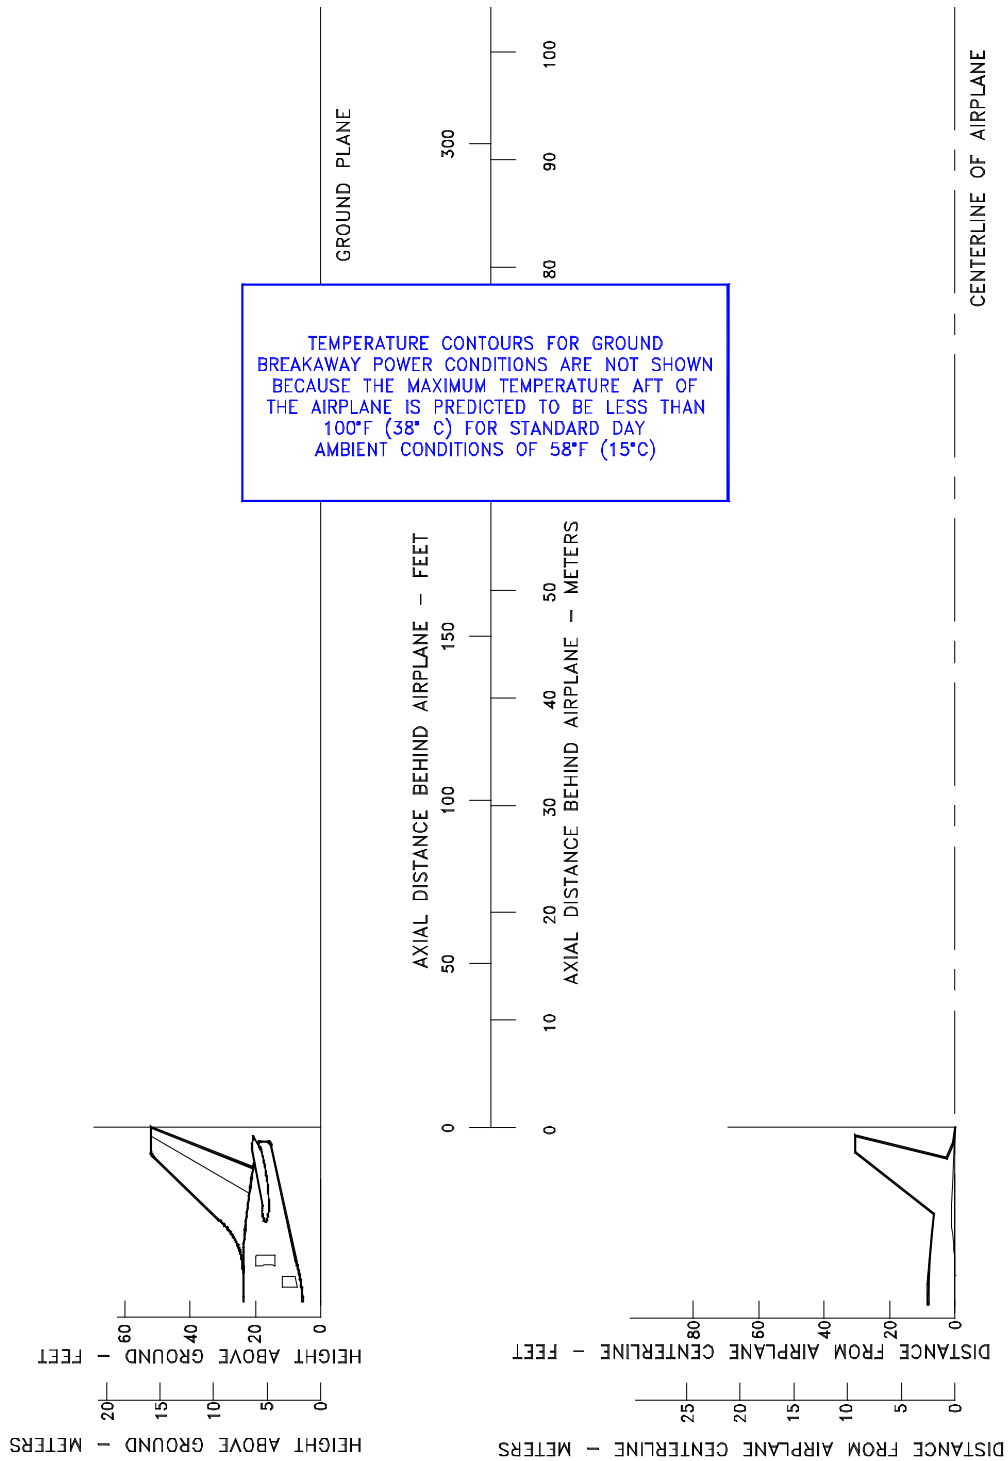 HEIGHT ABOVE GROUND - METERS
20
15
10
5
0
HEIGHT ABOVE GROUND - FEET
60
40
20
0
GROUND PLANE
AXIAL DISTANCE BEHIND AIRPLANE - FEET
0
50
100
150
300
TEMPERATURE CONTOURS FOR GROUND
BREAKAWAY POWER CONDITIONS ARE NOT SHOWN
BECAUSE THE MAXIMUM TEMPERATURE AFT OF
THE AIRPLANE IS PREDICTED TO BE LESS THAN
100°F (38° C) FOR STANDARD DAY
AMBIENT CONDITIONS OF 58°F (15°C)
0
10
20
30
40
50
80
90
100
AXIAL DISTANCE BEHIND AIRPLANE - METERS
DISTANCE FROM AIRPLANE CENTERLINE - METERS
25
20
15
10
5
0
DISTANCE FROM AIRPLANE CENTERLINE - FEET
80
60
40
20
0
CENTERLINE OF AIRPLANE